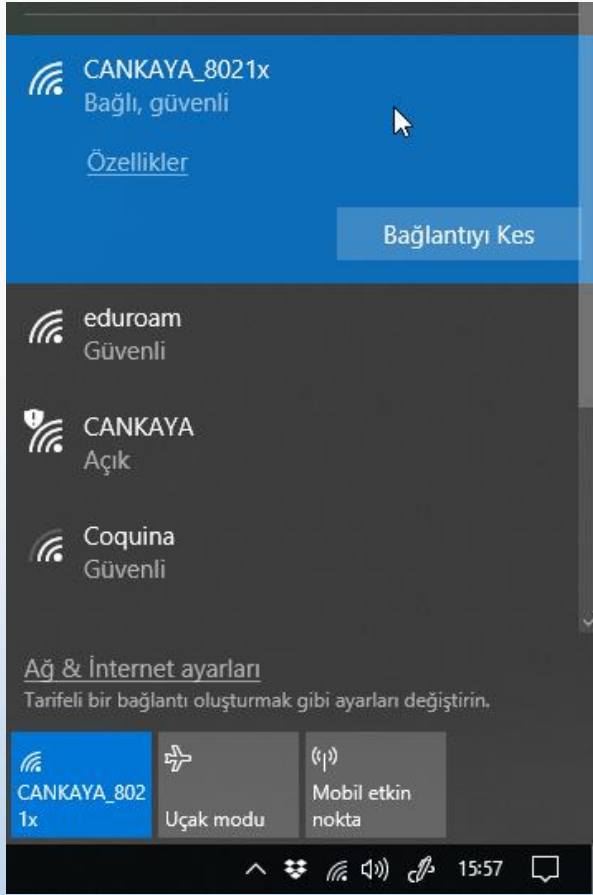 CANKAYA_8021x
Bağlı, güvenli
Özellikler
Bağlantıyı Kes
eduroam
Güvenli
CANKAYA
Açık
Coquina
Güvenli
Ağ & İnternet ayarları
Tarifeli bir bağlantı oluşturmak gibi ayarları değiştirin.
CANKAYA_802
1x
Uçak modu
Mobil etkin
nokta
15:57